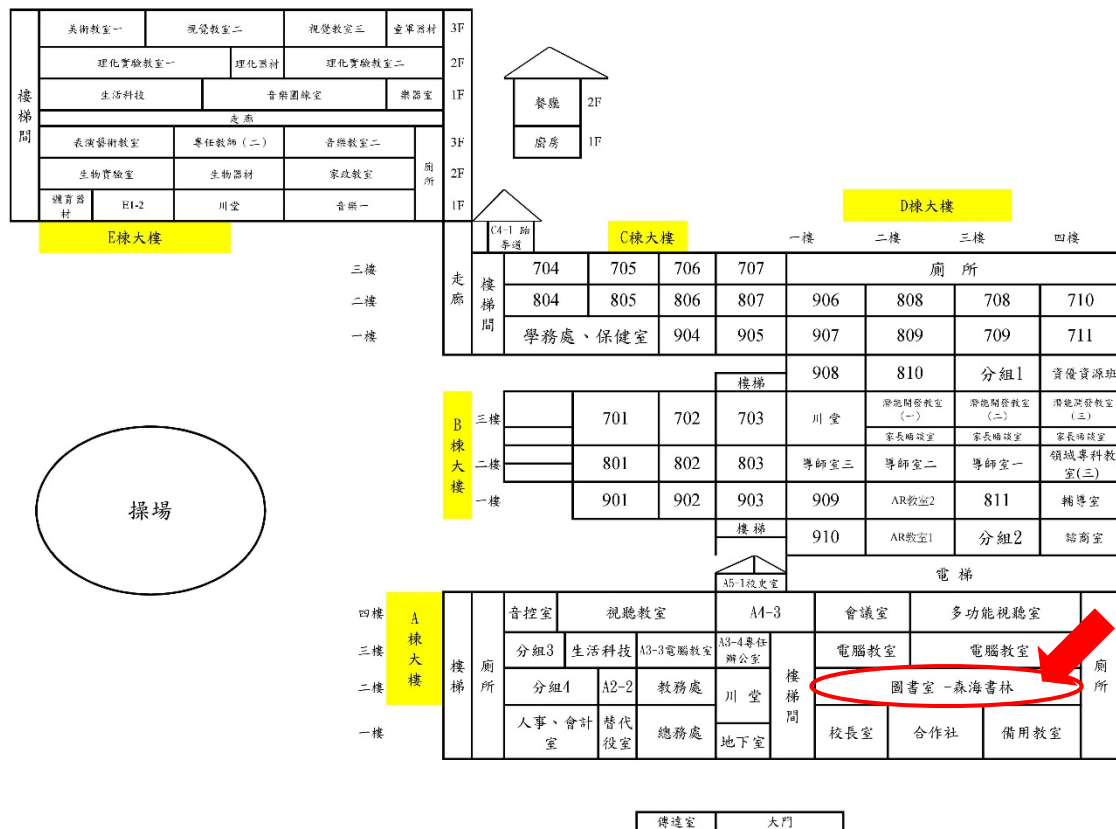 美術教室一 視覺教室二 視覺教室三 童軍器材 3F
理化實驗教室一 理化器材 理化實驗教室二 2F
生活科技 音樂團練室 樂器室 1F
樓梯間
走廊
表演藝術教室 專任教師（二） 音樂教室二 3F
生物實驗室 生物器材 家政教室 2F
廁所
體育器材 E1-2 川堂 音樂一 1F
E棟大樓
餐廳 2F
廚房 1F
C4-1 跆拳道
C棟大樓
D棟大樓
一樓 二樓 三樓 四樓
走廊
樓梯間
三樓 704 705 706 707 廁所
二樓 804 805 806 807 906 808 708 710
一樓 學務處、保健室 904 905 907 809 709 711
樓梯 908 810 分組1 資優資源班
B棟大樓
三樓 701 702 703 川堂 潛能開發教室（一） 潛能開發教室（二） 潛能開發教室（三）
家長晤談室 家長晤談室 家長晤談室
二樓 801 802 803 導師室三 導師室二 導師室一 領域專科教室(三)
一樓 901 902 903 909 AR教室2 811 輔導室
樓梯 910 AR教室1 分組2 諮商室
操場
A5-1校史室 電梯
A棟大樓
樓梯
廁所
四樓 音控室 視聽教室 A4-3 會議室 多功能視聽室
三樓 分組3 生活科技 A3-3電腦教室 A3-4專任辦公室 電腦教室 電腦教室
樓梯間
廁所
二樓 分組4 A2-2 教務處 川堂 圖書室 -森海書林
一樓 人事、會計室 替代役室 總務處 地下室 校長室 合作社 備用教室
傳達室 大門